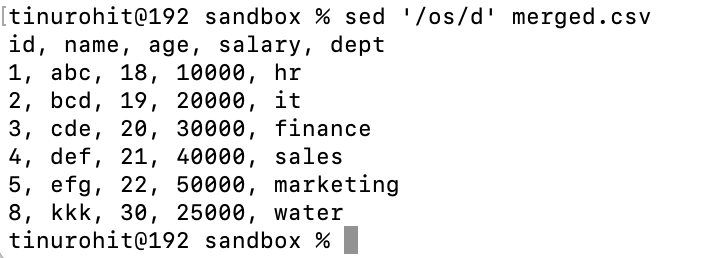 [tinurohit@192 sandbox % sed '/os/d' merged.csv
id, name, age, salary, dept
1, abc, 18, 10000, hr
2, bcd, 19, 20000, it
3, cde, 20, 30000, finance
4, def, 21, 40000, sales
5, efg, 22, 50000, marketing
8, kkk, 30, 25000, water
tinurohit@192 sandbox %